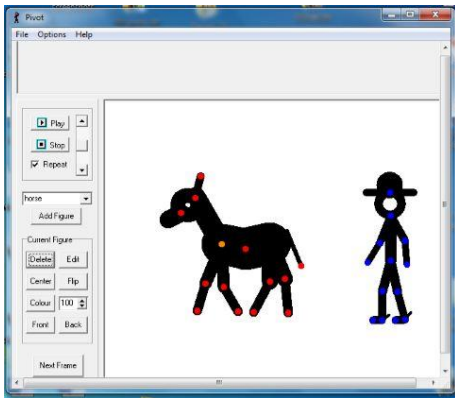 Pivot
File Options Help
Play
Stop
Repeat
horse
Add Figure
Current Figure
Delete Edit
Center Flip
Colour 100
Front Back
Next Frame